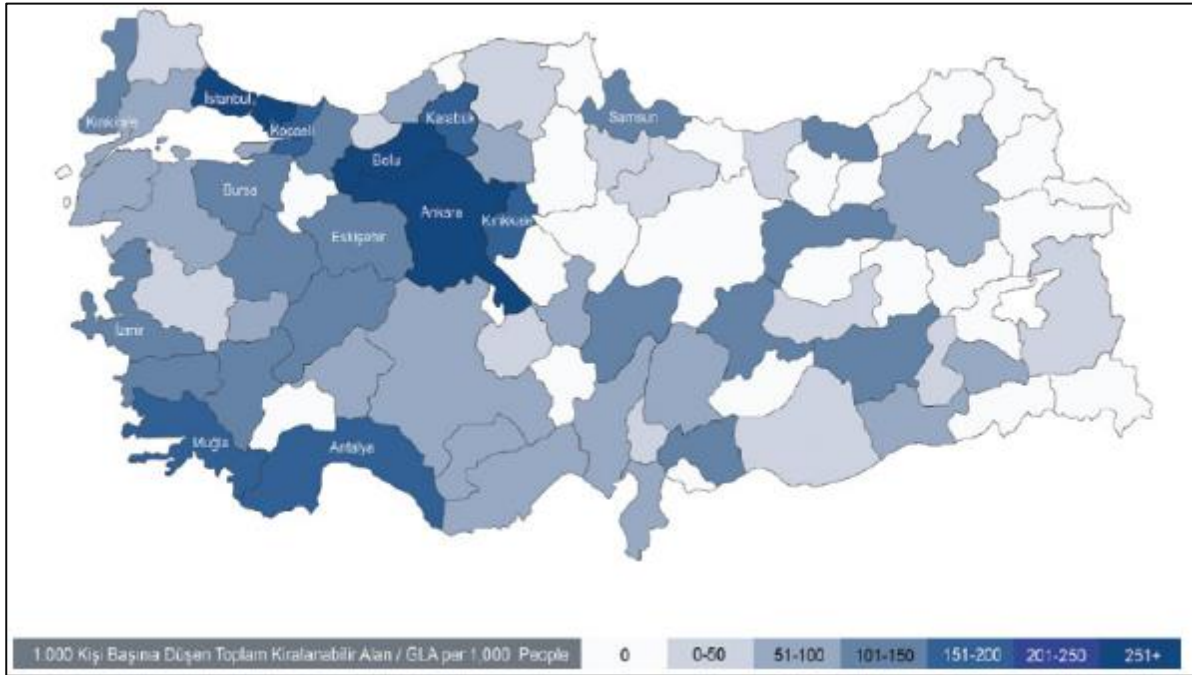 İstanbul
Kırıkkale
Kocaeli
Karabük
Samsun
Bolu
Bursa
Ankara
Kırıkkale
Eskişehir
İzmir
Muğla
Antalya
1.000 Kişi Başına Düşen Toplam Kiralanabilir Alan / GLA per 1,000 People 0 0-50 51-100 101-150 151-200 201-250 251+